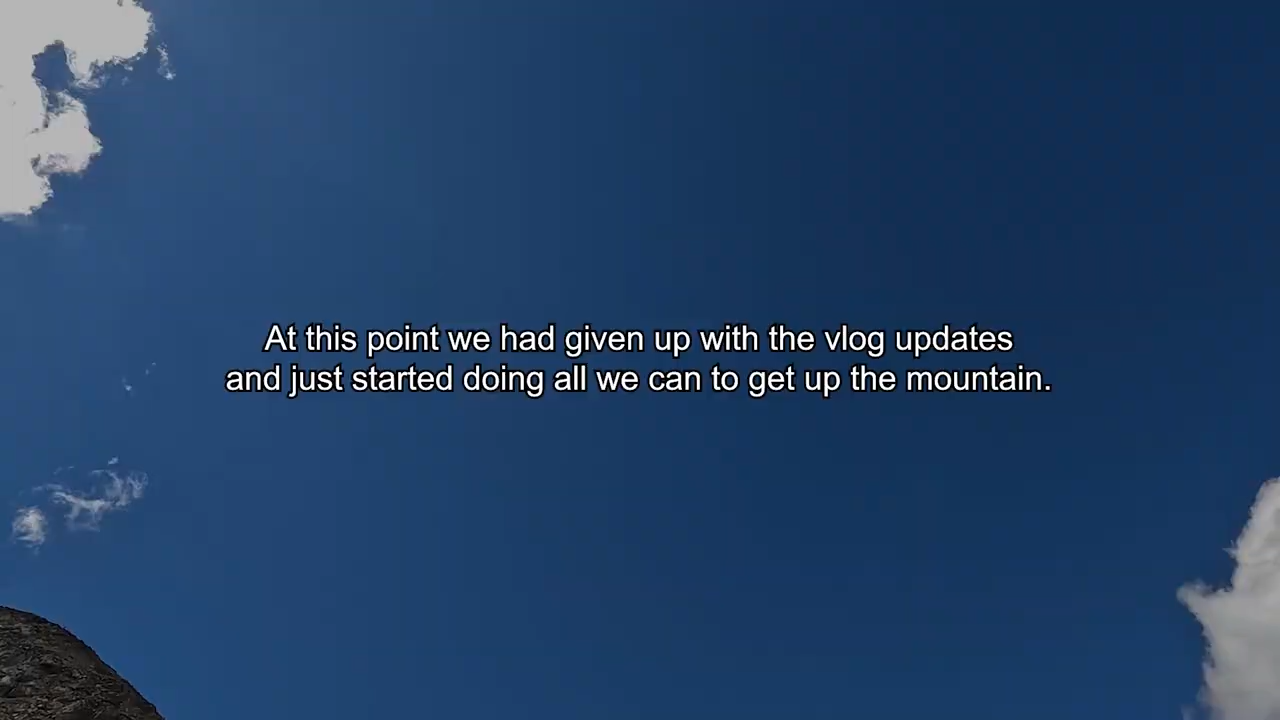 At this point we had given up with the vlog updates
and just started doing all we can to get up the mountain.